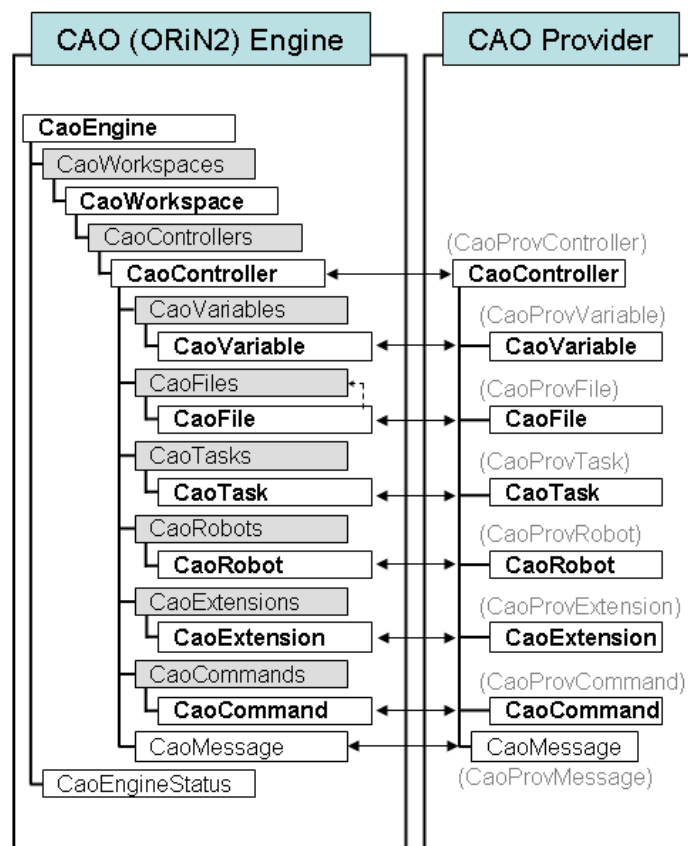 CAO (ORiN2) Engine
CaoEngine
CaoWorkspaces
CaoWorkspace
CaoControllers
CaoController
CaoVariables
CaoVariable
CaoFiles
CaoFile
CaoTasks
CaoTask
CaoRobots
CaoRobot
CaoExtensions
CaoExtension
CaoCommands
CaoCommand
CaoMessage
CaoEngineStatus
CAO Provider
(CaoProvController)
CaoController
(CaoProvVariable)
CaoVariable
(CaoProvFile)
CaoFile
(CaoProvTask)
CaoTask
(CaoProvRobot)
CaoRobot
(CaoProvExtension)
CaoExtension
(CaoProvCommand)
CaoCommand
CaoMessage
(CaoProvMessage)